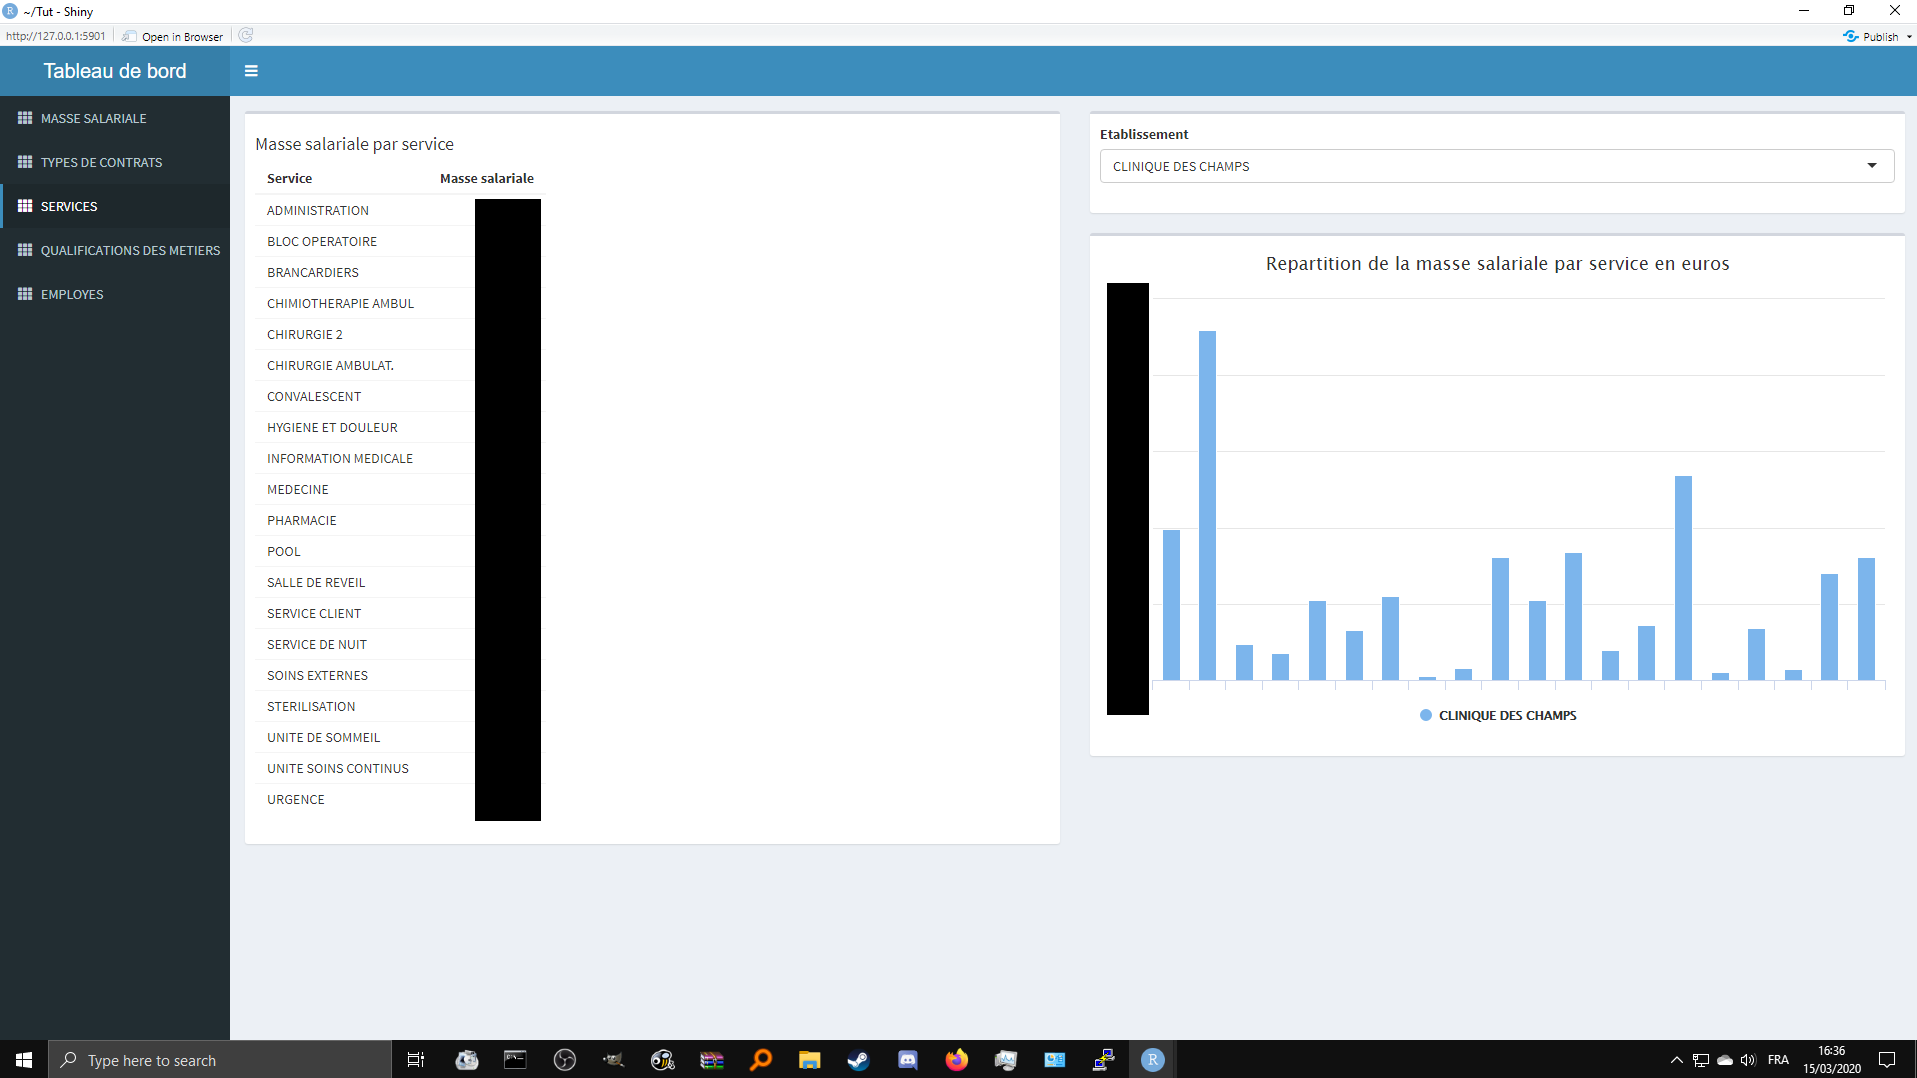 ~/Tut - Shiny
http://127.0.0.1:5901 Open in Browser Publish
Tableau de bord
MASSE SALARIALE
TYPES DE CONTRATS
SERVICES
QUALIFICATIONS DES METIERS
EMPLOYES
Masse salariale par service
Service Masse salariale
ADMINISTRATION
BLOC OPERATOIRE
BRANCARDIERS
CHIMIOTHERAPIE AMBUL
CHIRURGIE 2
CHIRURGIE AMBULAT.
CONVALESCENT
HYGIENE ET DOULEUR
INFORMATION MEDICALE
MEDECINE
PHARMACIE
POOL
SALLE DE REVEIL
SERVICE CLIENT
SERVICE DE NUIT
SOINS EXTERNES
STERILISATION
UNITE DE SOMMEIL
UNITE SOINS CONTINUS
URGENCE
Etablissement
CLINIQUE DES CHAMPS
Repartition de la masse salariale par service en euros
CLINIQUE DES CHAMPS
Type here to search
FRA
16:36
15/03/2020